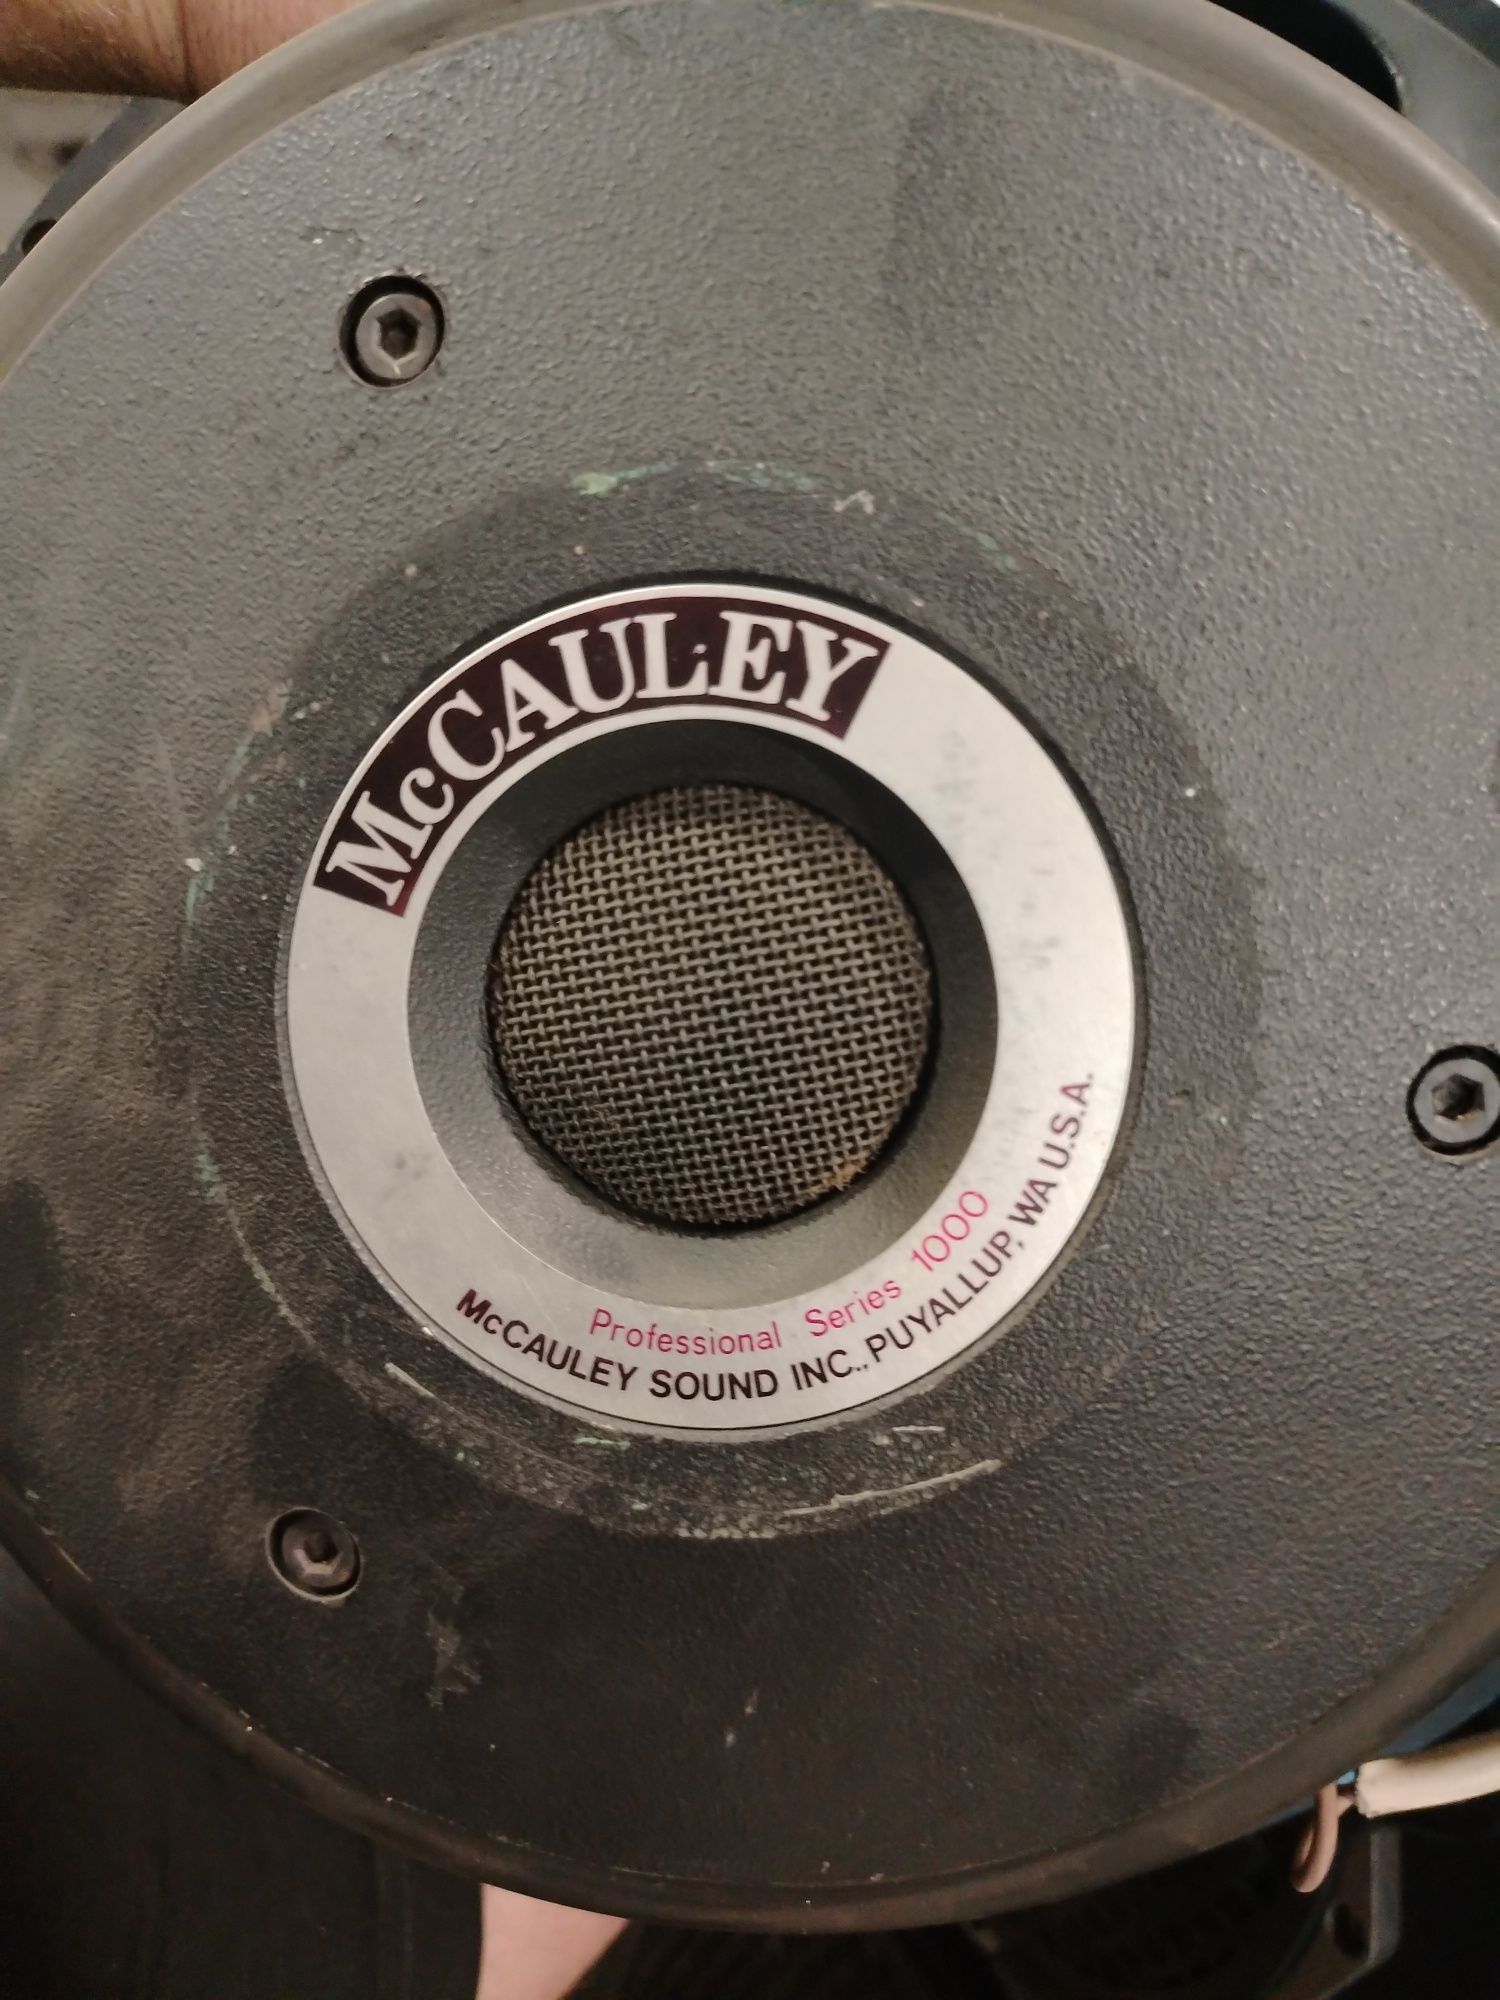 McCAULEY
Professional Series 1000
McCAULEY SOUND INC., PUYALLUP, WA U.S.A.